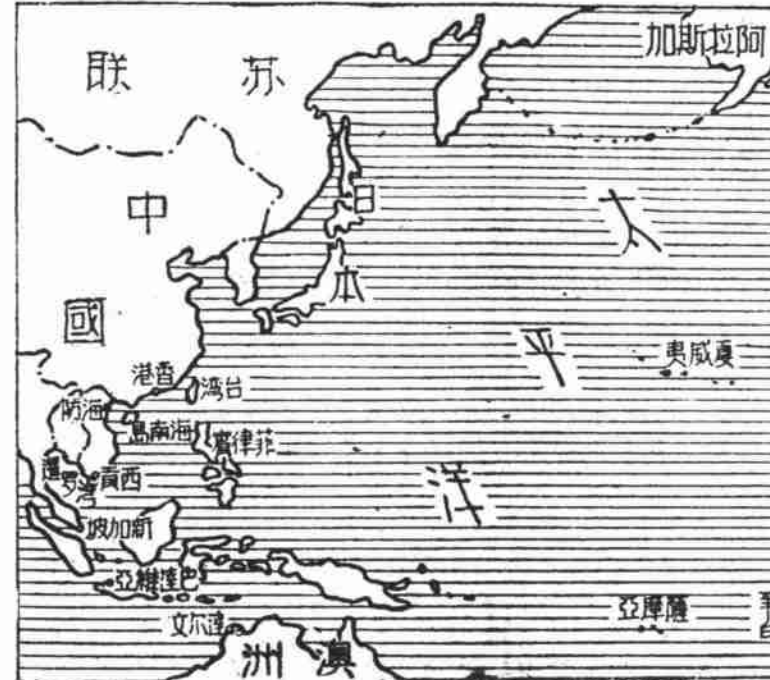 阿拉斯加
苏联
中國
日本
太平洋
夏威夷
香港
台湾
海防
海南島
菲律賓
暹罗湾
西貢
新加坡
巴達維亞
達尔文
薩摩亞
澳洲